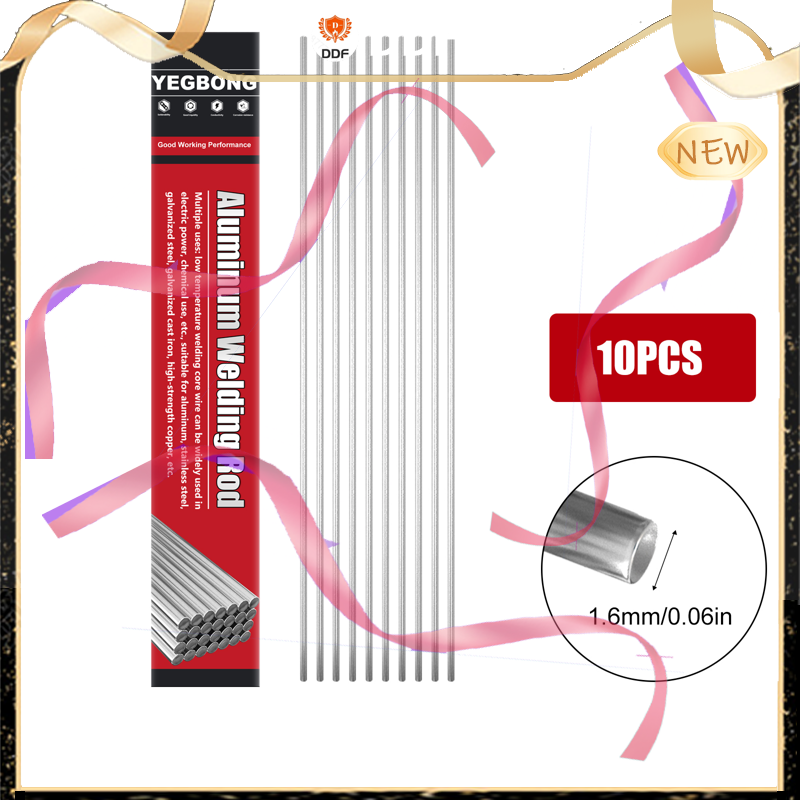 DDF
YEGBONG
NEW
Good Working Performance
Aluminum Welding Rod
Multiple uses: low temperature welding core wire can be widely used in
electric power, chemical use, etc., suitable for aluminum, stainless steel,
galvanized steel, galvanized cast iron, high-strength copper, etc.
10PCS
1.6mm/0.06in